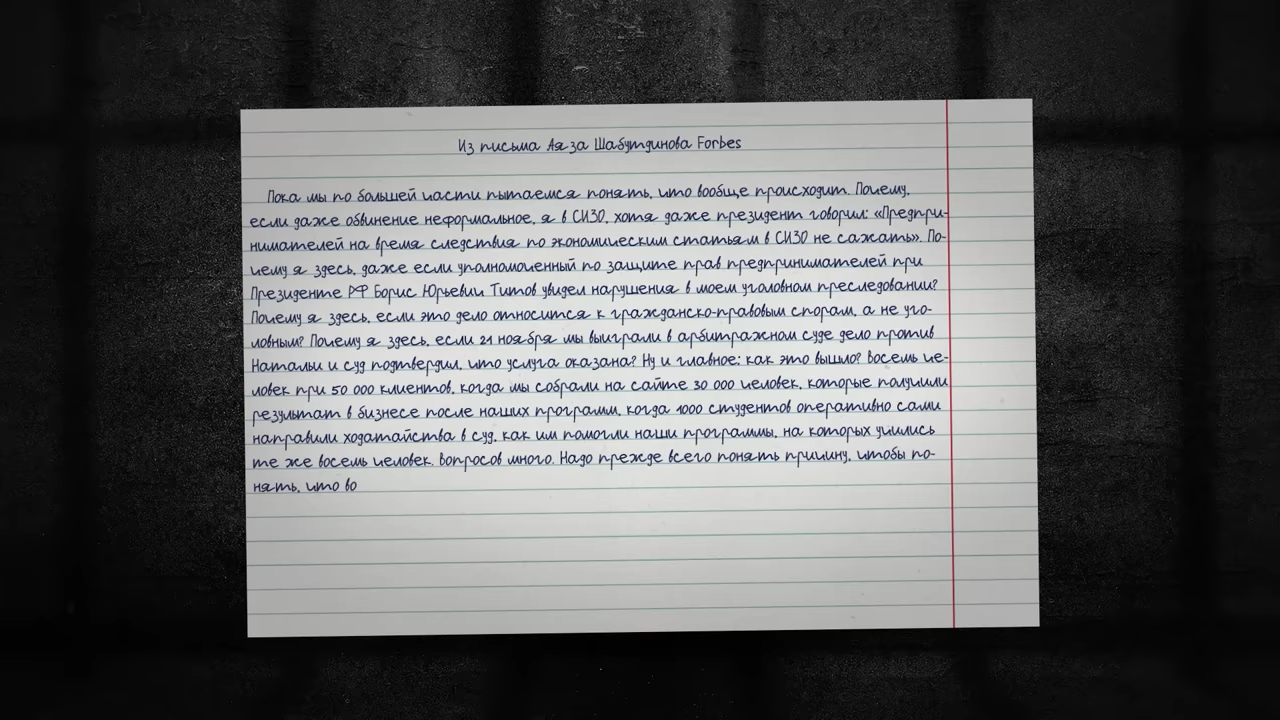 Из письма Аяза Шабутдинова Forbes
Пока мы по большей части пытаемся понять, что вообще происходит. Почему,
если даже обвинение неформальное, я в СИЗО, хотя даже президент говорил: «Предпри-
нимателей на время следствия по экономическим статьям в СИЗО не сажать». По-
чему я здесь, даже если уполномоченный по защите прав предпринимателей при
Президенте РФ Борис Юрьевич Титов увидел нарушения в моем уголовном преследовании?
Почему я здесь, если это дело относится к гражданско-правовым спорам, а не уго-
ловным? Почему я здесь, если 21 ноября мы выиграли в арбитражном суде дело против
Натальи и суд подтвердил, что услуга оказана? Ну и главное: как это вышло? Восемь че-
ловек при 50 000 клиентов, когда мы собрали на сайте 30 000 человек, которые получили
результат в бизнесе после наших программ, когда 1000 студентов оперативно сами
направили ходатайства в суд, как им помогли наши программы, на которых учились
те же восемь человек. Вопросов много. Надо прежде всего понять причину, чтобы по-
нять, что во